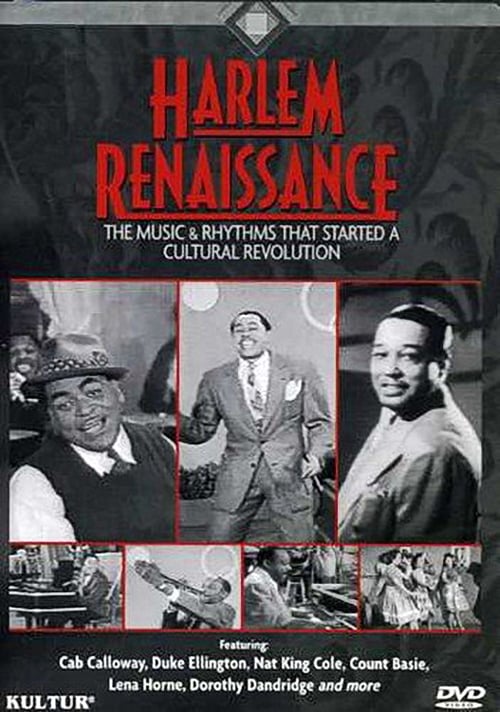 HARLEM
RENAISSANCE
THE MUSIC & RHYTHMS THAT STARTED A
CULTURAL REVOLUTION
Featuring:
Cab Calloway, Duke Ellington, Nat King Cole, Count Basie,
Lena Horne, Dorothy Dandridge and more
KULTUR®
DVD
VIDEO